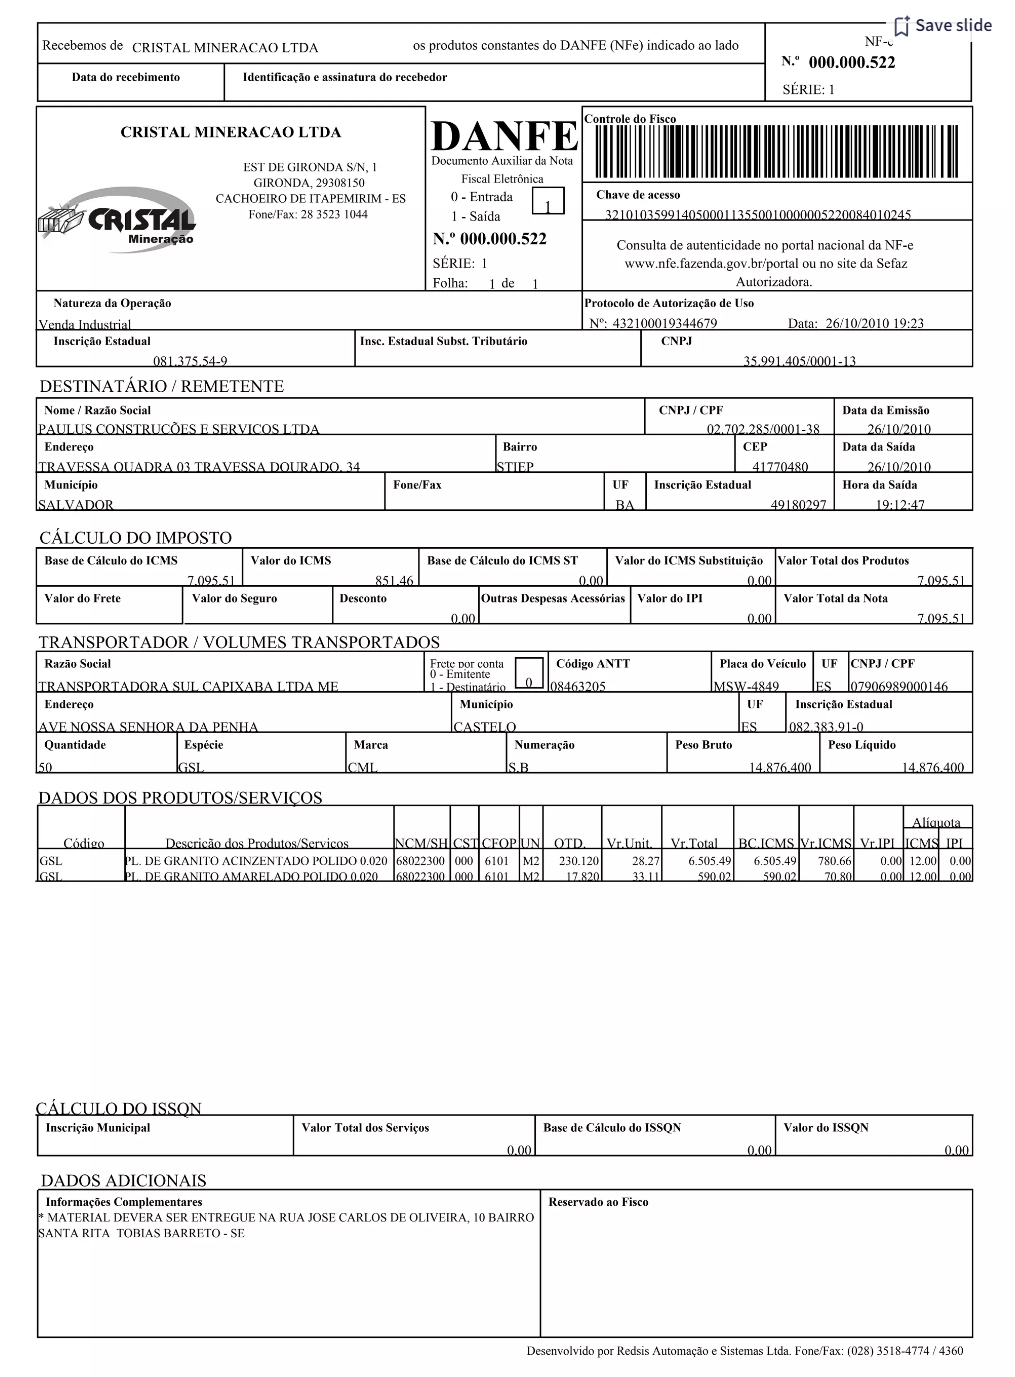 Save slide
Recebemos de CRISTAL MINERACAO LTDA os produtos constantes do DANFE (NFe) indicado ao lado
NF-e
N.º 000.000.522
SÉRIE: 1
Data do recebimento Identificação e assinatura do recebedor
CRISTAL MINERACAO LTDA
EST DE GIRONDA S/N, 1
GIRONDA, 29308150
CACHOEIRO DE ITAPEMIRIM - ES
Fone/Fax: 28 3523 1044
CRISTAL
Mineração
DANFE
Documento Auxiliar da Nota
Fiscal Eletrônica
0 - Entrada
1 - Saída
1
N.º 000.000.522
SÉRIE: 1
Folha: 1 de 1
Controle do Fisco
Chave de acesso
32101035991405000113550010000005220084010245
Consulta de autenticidade no portal nacional da NF-e
www.nfe.fazenda.gov.br/portal ou no site da Sefaz
Autorizadora.
Natureza da Operação Protocolo de Autorização de Uso
Venda Industrial Nº: 432100019344679 Data: 26/10/2010 19:23
Inscrição Estadual Insc. Estadual Subst. Tributário CNPJ
081.375.54-9 35.991.405/0001-13
DESTINATÁRIO / REMETENTE
Nome / Razão Social CNPJ / CPF Data da Emissão
PAULUS CONSTRUCÕES E SERVICOS LTDA 02.702.285/0001-38 26/10/2010
Endereço Bairro CEP Data da Saída
TRAVESSA QUADRA 03 TRAVESSA DOURADO, 34 STIEP 41770480 26/10/2010
Município Fone/Fax UF Inscrição Estadual Hora da Saída
SALVADOR BA 49180297 19:12:47
CÁLCULO DO IMPOSTO
Base de Cálculo do ICMS Valor do ICMS Base de Cálculo do ICMS ST Valor do ICMS Substituição Valor Total dos Produtos
7.095.51 851.46 0.00 0.00 7.095.51
Valor do Frete Valor do Seguro Desconto Outras Despesas Acessórias Valor do IPI Valor Total da Nota
0.00 0.00 7.095.51
TRANSPORTADOR / VOLUMES TRANSPORTADOS
Razão Social Frete por conta Código ANTT Placa do Veículo UF CNPJ / CPF
0 - Emitente
TRANSPORTADORA SUL CAPIXABA LTDA ME 1 - Destinatário 0 08463205 MSW-4849 ES 07906989000146
Endereço Município UF Inscrição Estadual
AVE NOSSA SENHORA DA PENHA CASTELO ES 082.383.91-0
Quantidade Espécie Marca Numeração Peso Bruto Peso Líquido
50 GSL CML S.B 14.876,400 14.876,400
DADOS DOS PRODUTOS/SERVIÇOS
Alíquota
Código Descrição dos Produtos/Serviços NCM/SH CST CFOP UN QTD. Vr.Unit. Vr.Total BC.ICMS Vr.ICMS Vr.IPI ICMS IPI
GSL PL. DE GRANITO ACINZENTADO POLIDO 0.020 68022300 000 6101 M2 230.120 28.27 6.505.49 6.505.49 780.66 0.00 12.00 0.00
GSL PL. DE GRANITO AMARELADO POLIDO 0.020 68022300 000 6101 M2 17.820 33.11 590.02 590.02 70.80 0.00 12.00 0.00
CÁLCULO DO ISSQN
Inscrição Municipal Valor Total dos Serviços Base de Cálculo do ISSQN Valor do ISSQN
0,00 0,00 0,00
DADOS ADICIONAIS
Informações Complementares Reservado ao Fisco
* MATERIAL DEVERA SER ENTREGUE NA RUA JOSE CARLOS DE OLIVEIRA, 10 BAIRRO
SANTA RITA TOBIAS BARRETO - SE
Desenvolvido por Redsis Automação e Sistemas Ltda. Fone/Fax: (028) 3518-4774 / 4360